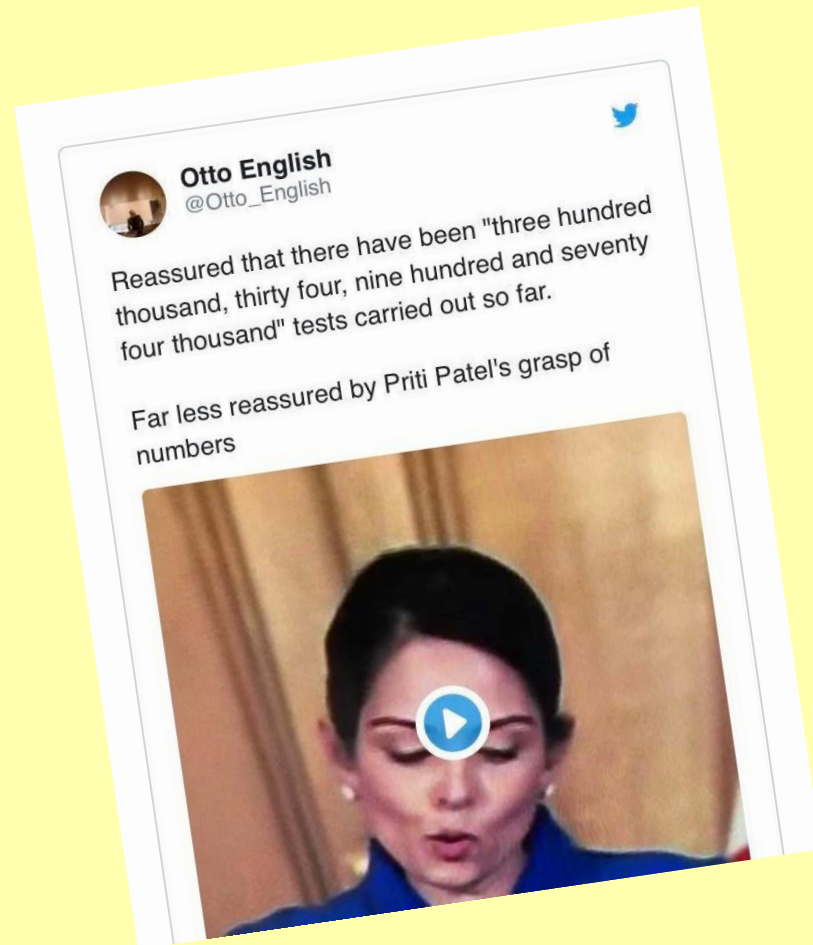 Otto English
@Otto_English
Reassured that there have been "three hundred
thousand, thirty four, nine hundred and seventy
four thousand" tests carried out so far.
Far less reassured by Priti Patel's grasp of
numbers